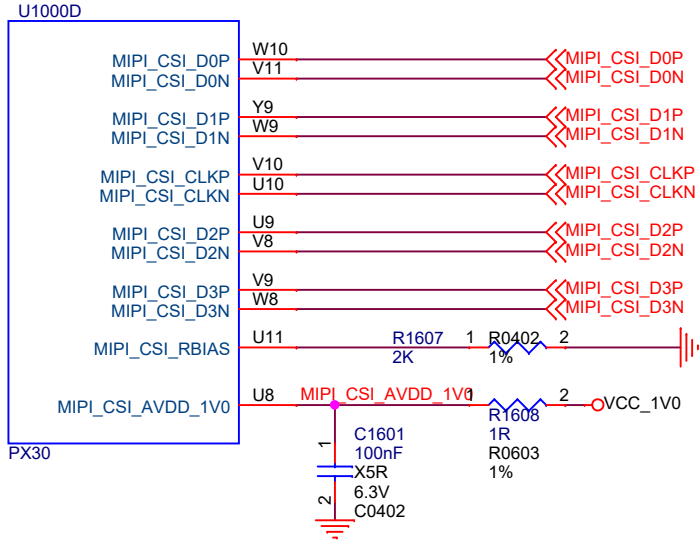 U1000D
MIPI_CSI_D0P W10 MIPI_CSI_D0P
MIPI_CSI_D0N V11 MIPI_CSI_D0N
MIPI_CSI_D1P Y9 MIPI_CSI_D1P
MIPI_CSI_D1N W9 MIPI_CSI_D1N
MIPI_CSI_CLKP V10 MIPI_CSI_CLKP
MIPI_CSI_CLKN U10 MIPI_CSI_CLKN
MIPI_CSI_D2P U9 MIPI_CSI_D2P
MIPI_CSI_D2N V8 MIPI_CSI_D2N
MIPI_CSI_D3P V9 MIPI_CSI_D3P
MIPI_CSI_D3N W8 MIPI_CSI_D3N
MIPI_CSI_RBIAS U11 R1607 1 R0402 2
2K 1%
MIPI_CSI_AVDD_1V0 U8 MIPI_CSI_AVDD_1V0 1 2 VCC_1V0
R1608
1R
R0603
1%
1
C1601
100nF
X5R
6.3V
C0402
2
PX30